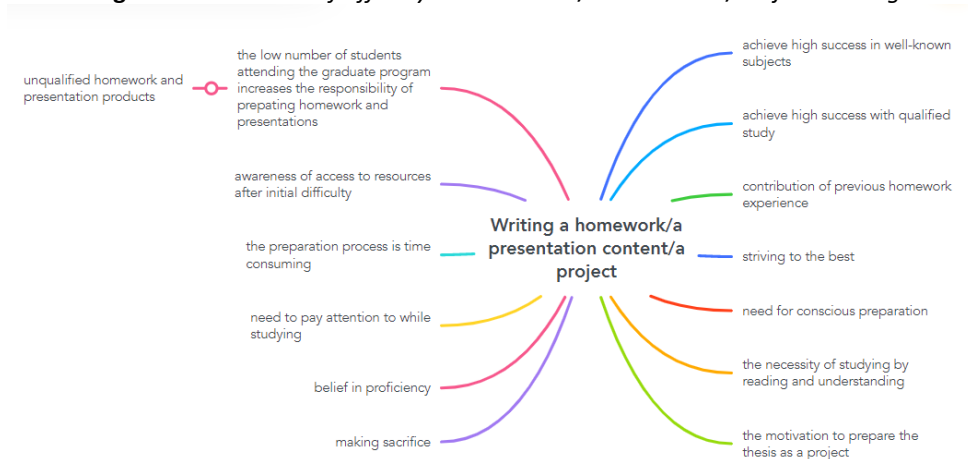 unqualified homework and
presentation products
the low number of students
attending the graduate program
increases the responsibility of
prepating homework and
presentations
awareness of access to resources
after initial difficulty
the preparation process is time
consuming
need to pay attention to while
studying
belief in proficiency
making sacrifice
Writing a homework/a
presentation content/a
project
achieve high success in well-known
subjects
achieve high success with qualified
study
contribution of previous homework
experience
striving to the best
need for conscious preparation
the necessity of studying by
reading and understanding
the motivation to prepare the
thesis as a project